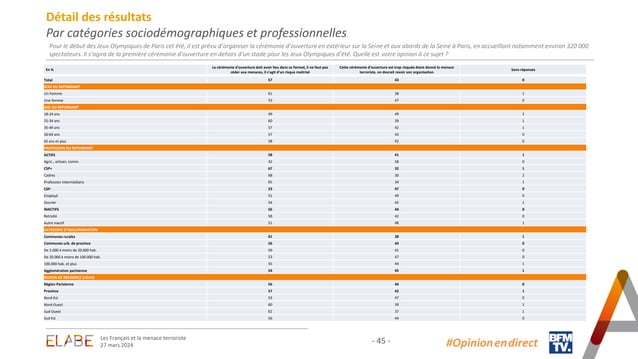 Détail des résultats
Par catégories sociodémographiques et professionnelles
Pour le début des Jeux Olympiques de Paris cet été, il est prévu d'organiser la cérémonie d'ouverture en extérieur sur la Seine et aux abords de la Seine à Paris, en accueillant notamment environ 320 000
spectateurs. Il s'agira de la première cérémonie d'ouverture en dehors d'un stade pour les Jeux Olympiques d'été. Quelle est votre opinion à ce sujet ?
En % La cérémonie d'ouverture doit avoir lieu dans ce format, il ne faut pas céder aux menaces, il s'agit d'un risque maîtrisé Cette cérémonie d'ouverture est trop risquée étant donné la menace terroriste, on devrait revoir son organisation Sans réponses
Total 57 43 0
SEXE DU REPONDANT
Un homme 61 38 1
Une femme 53 47 0
AGE DU REPONDANT
18-24 ans 49 49 2
25-34 ans 60 39 1
35-49 ans 57 42 1
50-64 ans 57 43 0
65 ans et plus 58 42 0
PROFESSION DU REPONDANT
ACTIFS 58 41 1
Agric., artisan, comm. 42 58 0
CSP+ 67 32 1
Cadres 68 30 2
Profession intermédiaire 65 34 1
CSP- 53 47 0
Employé 51 49 0
Ouvrier 54 45 1
INACTIFS 56 44 0
Retraité 58 42 0
Autre inactif 51 48 1
CATEGORIE D'AGGLOMERATION
Communes rurales 61 38 1
Communes urb. de province 56 44 0
De 2.000 à moins de 20.000 hab. 59 41 0
De 20.000 à moins de 100.000 hab. 53 47 0
100.000 hab. et plus 55 44 1
Agglomération parisienne 54 45 1
REGION DE RESIDENCE (UDA5)
Région Parisienne 56 44 0
Province 57 42 1
Nord Est 53 47 0
Nord Ouest 60 39 1
Sud Ouest 62 37 1
Sud Est 56 44 0
ELABE
Les Français et la menace terroriste
27 mars 2024
- 45 -
#Opinionendirect
BFM
TV.